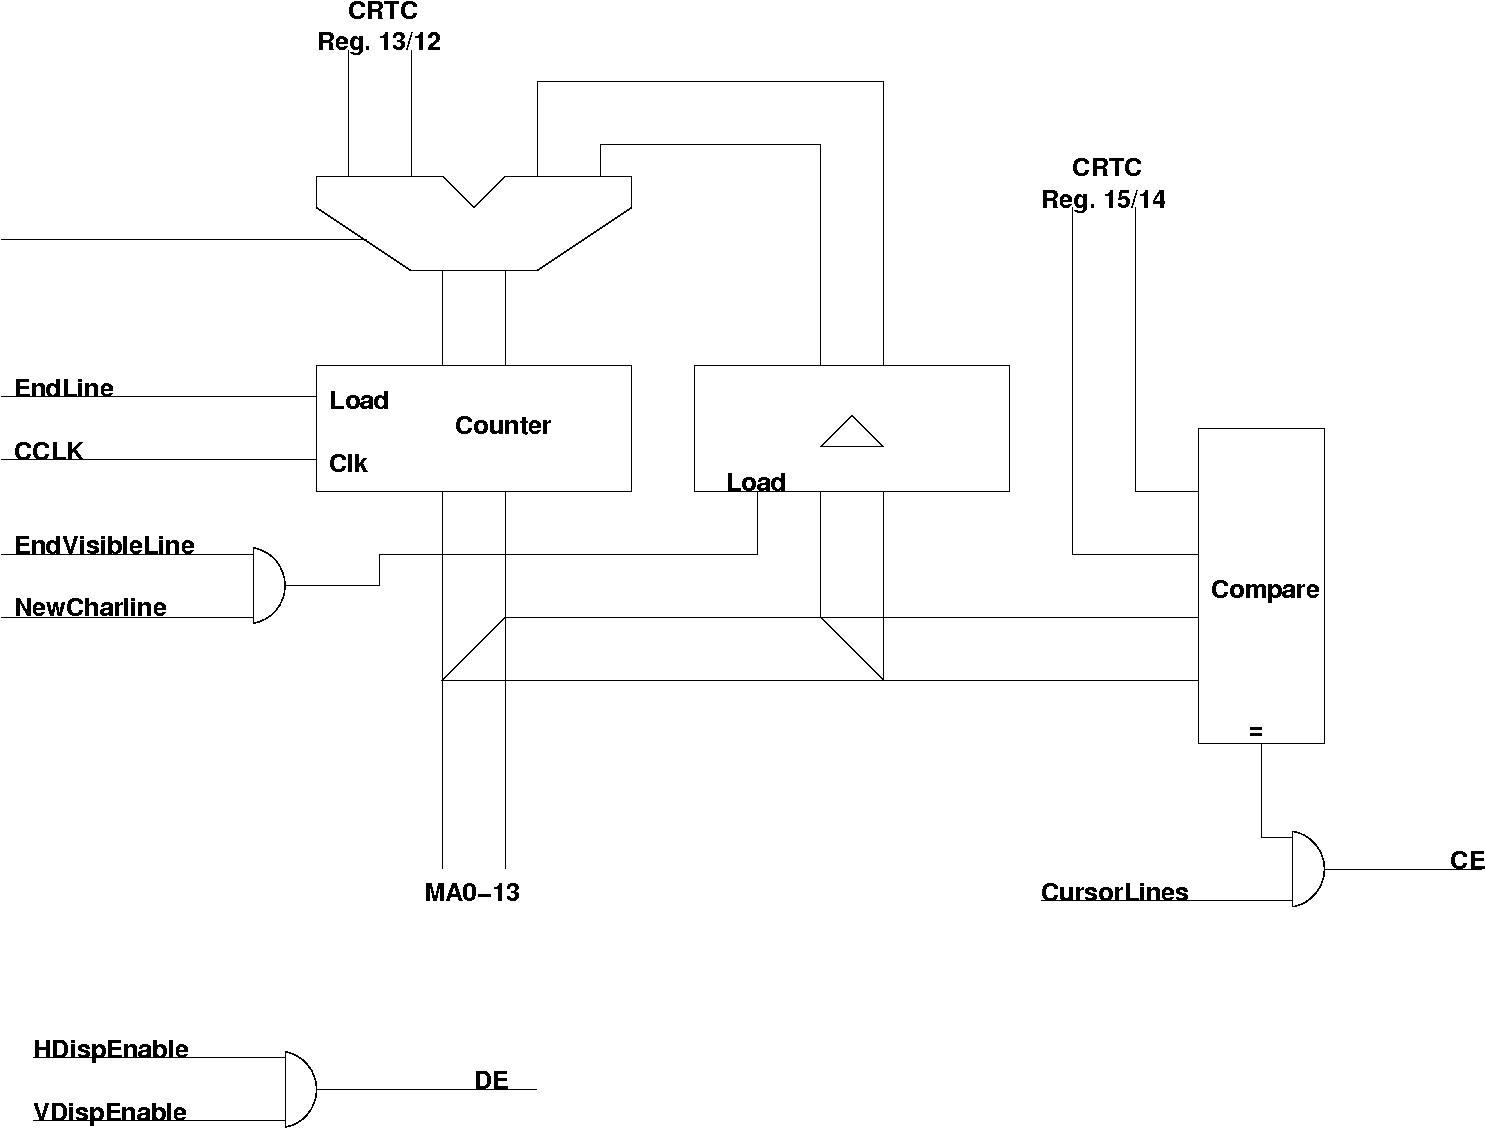 CRTC
Reg. 13/12
CRTC
Reg. 15/14
EndLine
Load
Counter
CCLK
Clk
Load
EndVisibleLine
NewCharline
Compare
=
MA0−13
CursorLines
CE
HDispEnable
DE
VDispEnable